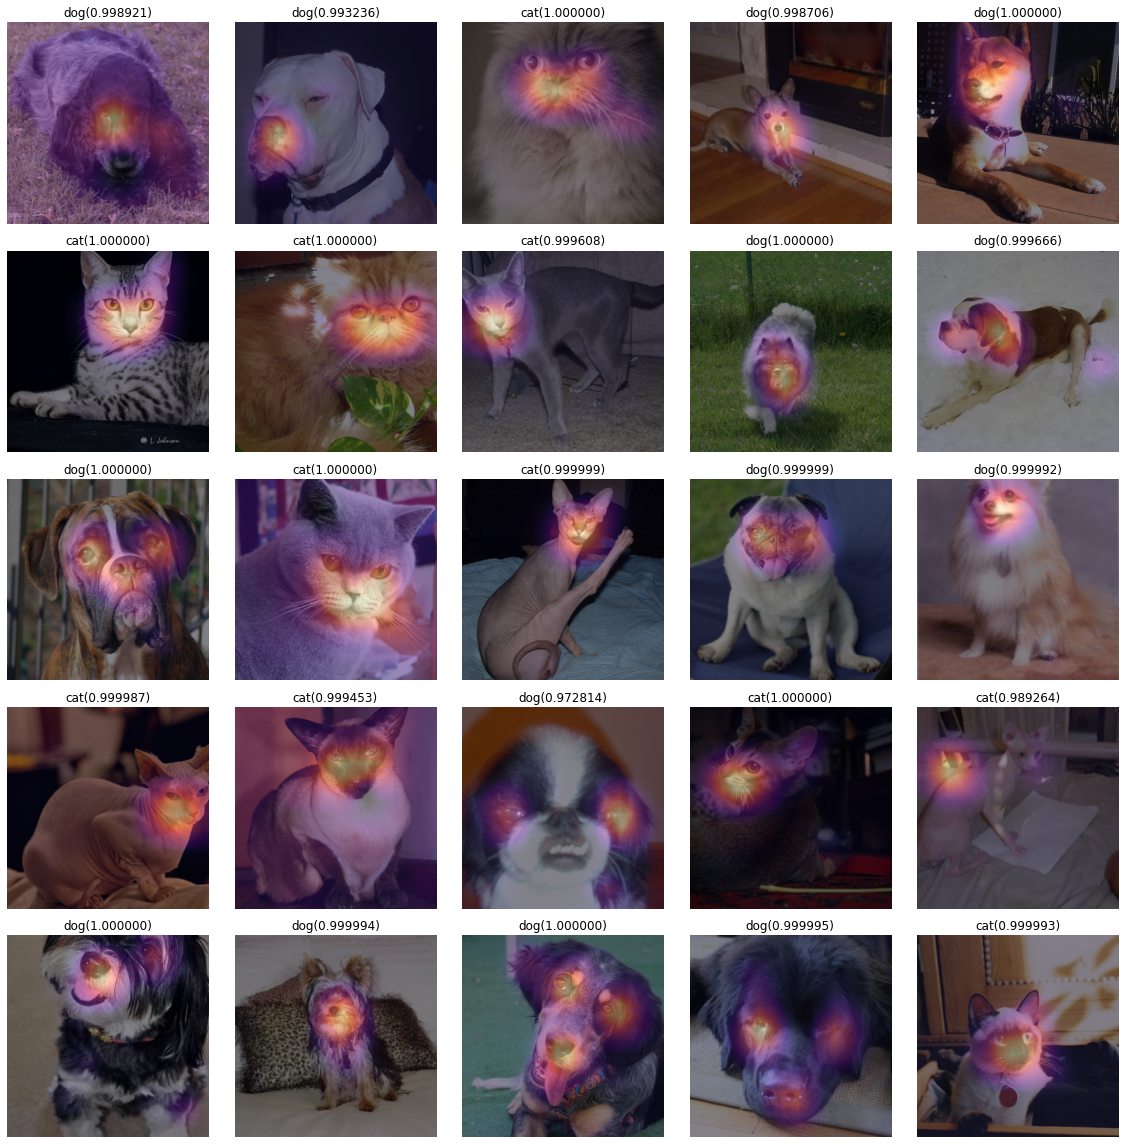 dog(0.998921) dog(0.993236) cat(1.000000) dog(0.998706) dog(1.000000)
cat(1.000000) cat(1.000000) cat(0.999608) dog(1.000000) dog(0.999666)
L. Johnson
dog(1.000000) cat(1.000000) cat(0.999999) dog(0.999999) dog(0.999992)
cat(0.999987) cat(0.999453) dog(0.972814) cat(1.000000) cat(0.989264)
dog(1.000000) dog(0.999994) dog(1.000000) dog(0.999995) cat(0.999993)